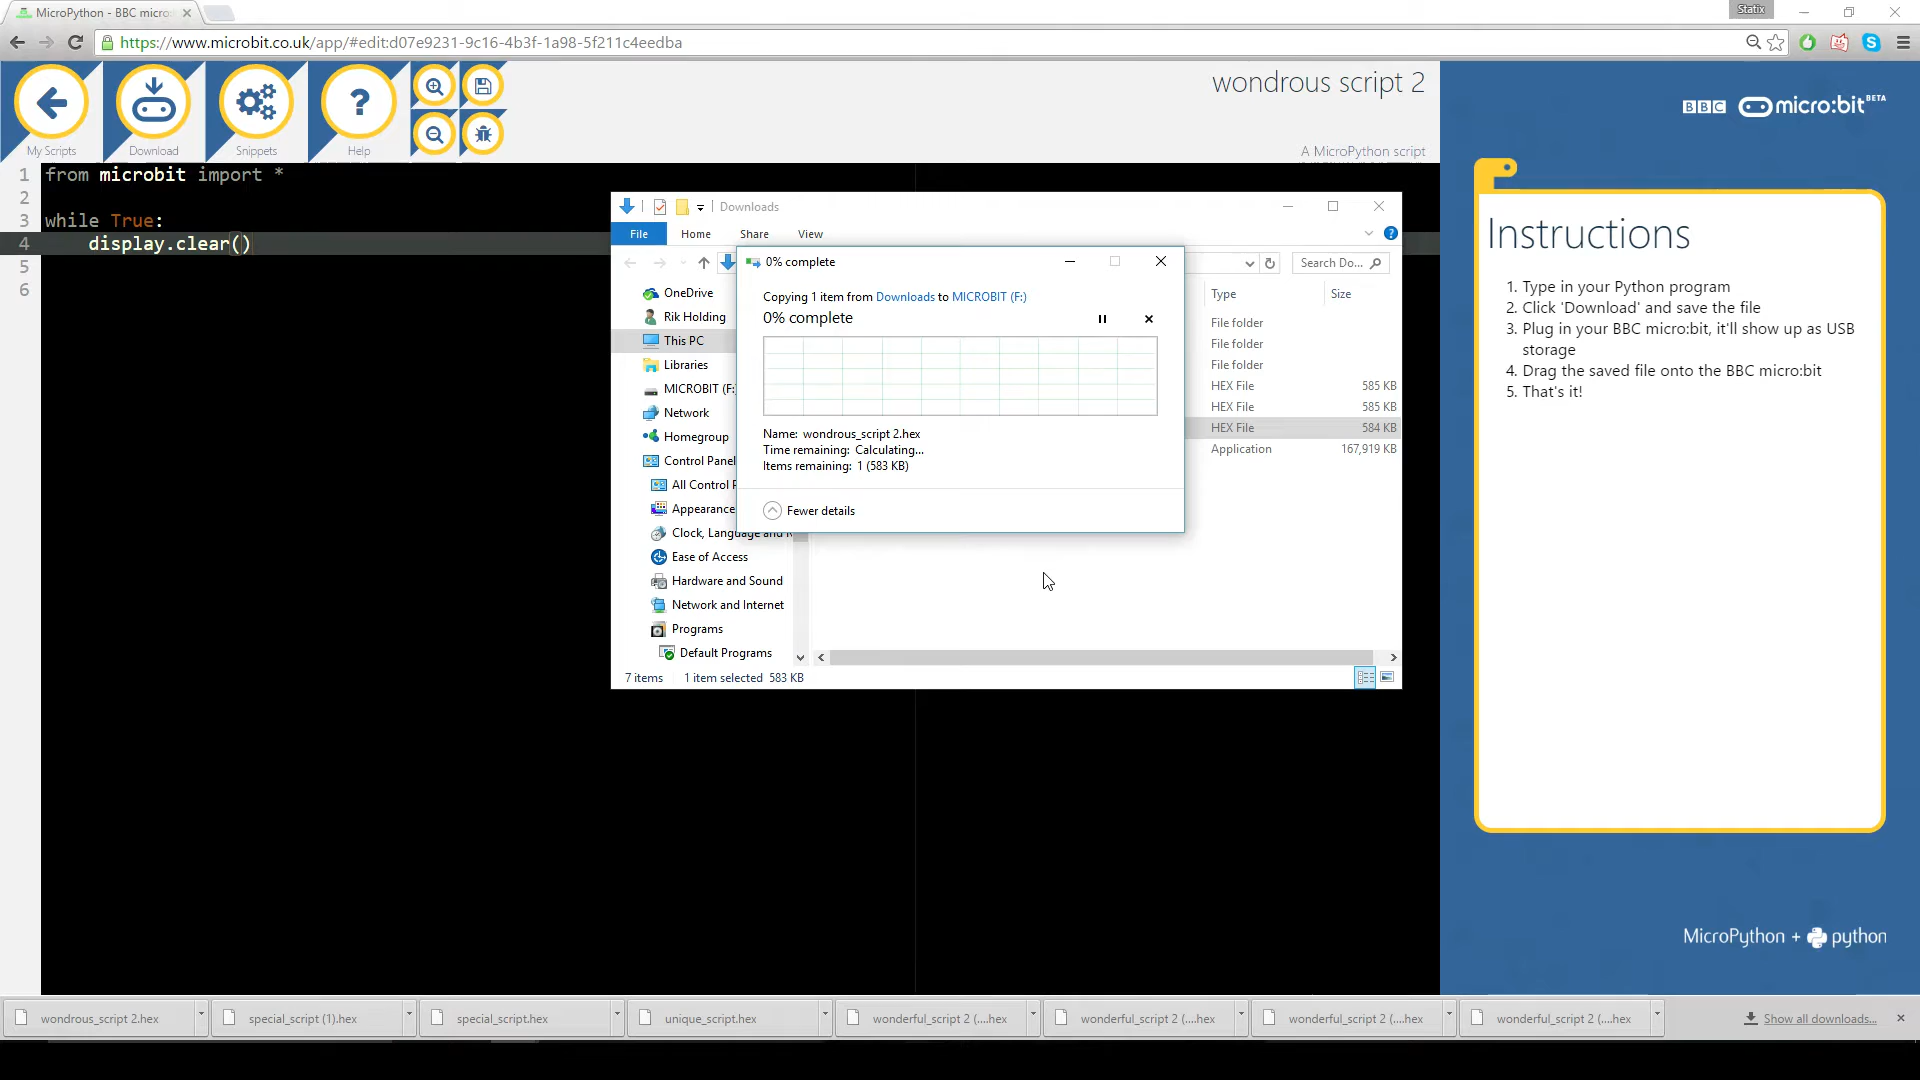 MicroPython - BBC micro:
Statix
https://www.microbit.co.uk/app/#edit:d07e9231-9c16-4b3f-1a98-5f211c4eedba
My Scripts
Download
Snippets
Help
wondrous script 2
A MicroPython script
BBC micro:bit BETA
1 from microbit import *
2
3 while True:
4     display.clear()
5
6
Downloads
File Home Share View
Search Do...
OneDrive
Rik Holding
This PC
Libraries
MICROBIT (F:
Network
Homegroup
Control Panel
All Control P
Appearance
Clock, Language and R
Ease of Access
Hardware and Sound
Network and Internet
Programs
Default Programs
Type Size
File folder
File folder
File folder
HEX File 585 KB
HEX File 585 KB
HEX File 584 KB
Application 167,919 KB
7 items 1 item selected 583 KB
0% complete
Copying 1 item from Downloads to MICROBIT (F:)
0% complete
Name: wondrous_script 2.hex
Time remaining: Calculating...
Items remaining: 1 (583 KB)
Fewer details
Instructions
1. Type in your Python program
2. Click 'Download' and save the file
3. Plug in your BBC micro:bit, it'll show up as USB
storage
4. Drag the saved file onto the BBC micro:bit
5. That's it!
MicroPython + python
wondrous_script 2.hex
special_script (1).hex
special_script.hex
unique_script.hex
wonderful_script 2 (....hex
wonderful_script 2 (....hex
wonderful_script 2 (....hex
wonderful_script 2 (....hex
Show all downloads...